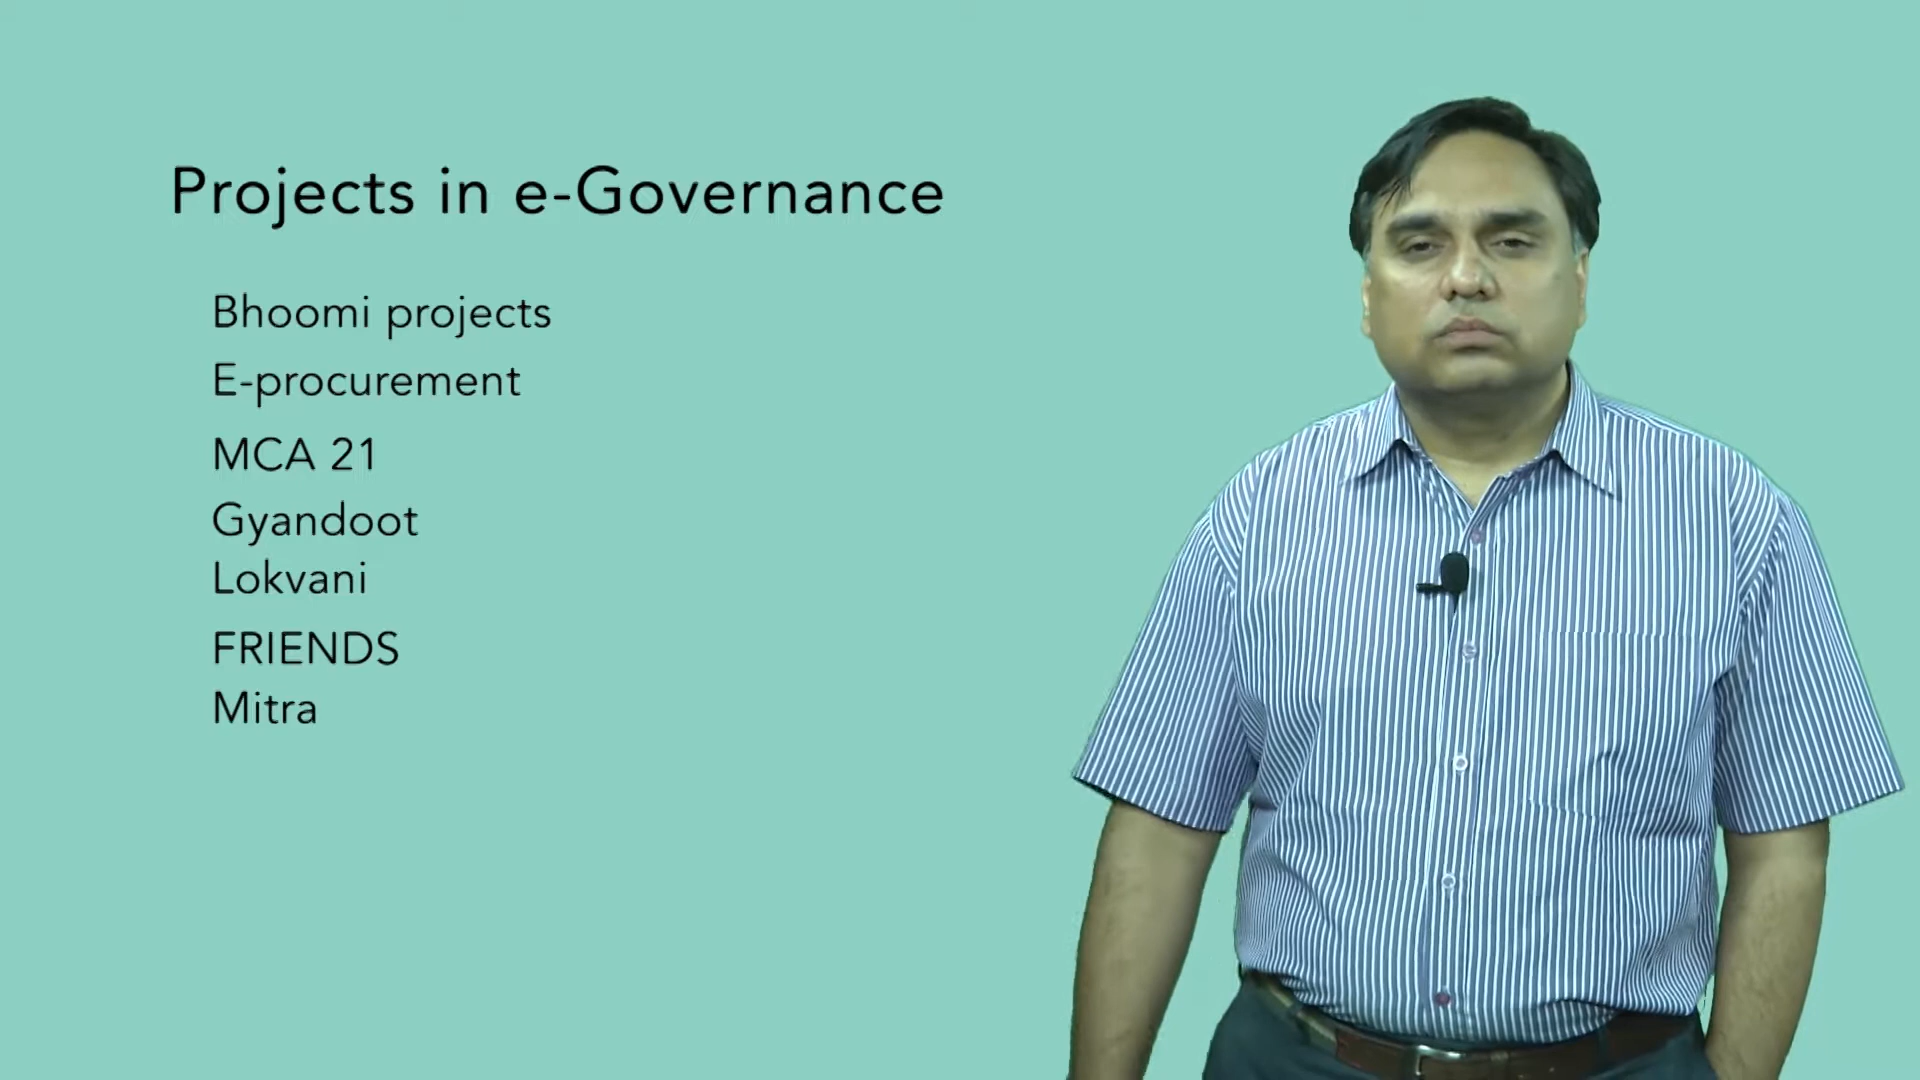 Projects in e-Governance
Bhoomi projects
E-procurement
MCA 21
Gyandoot
Lokvani
FRIENDS
Mitra